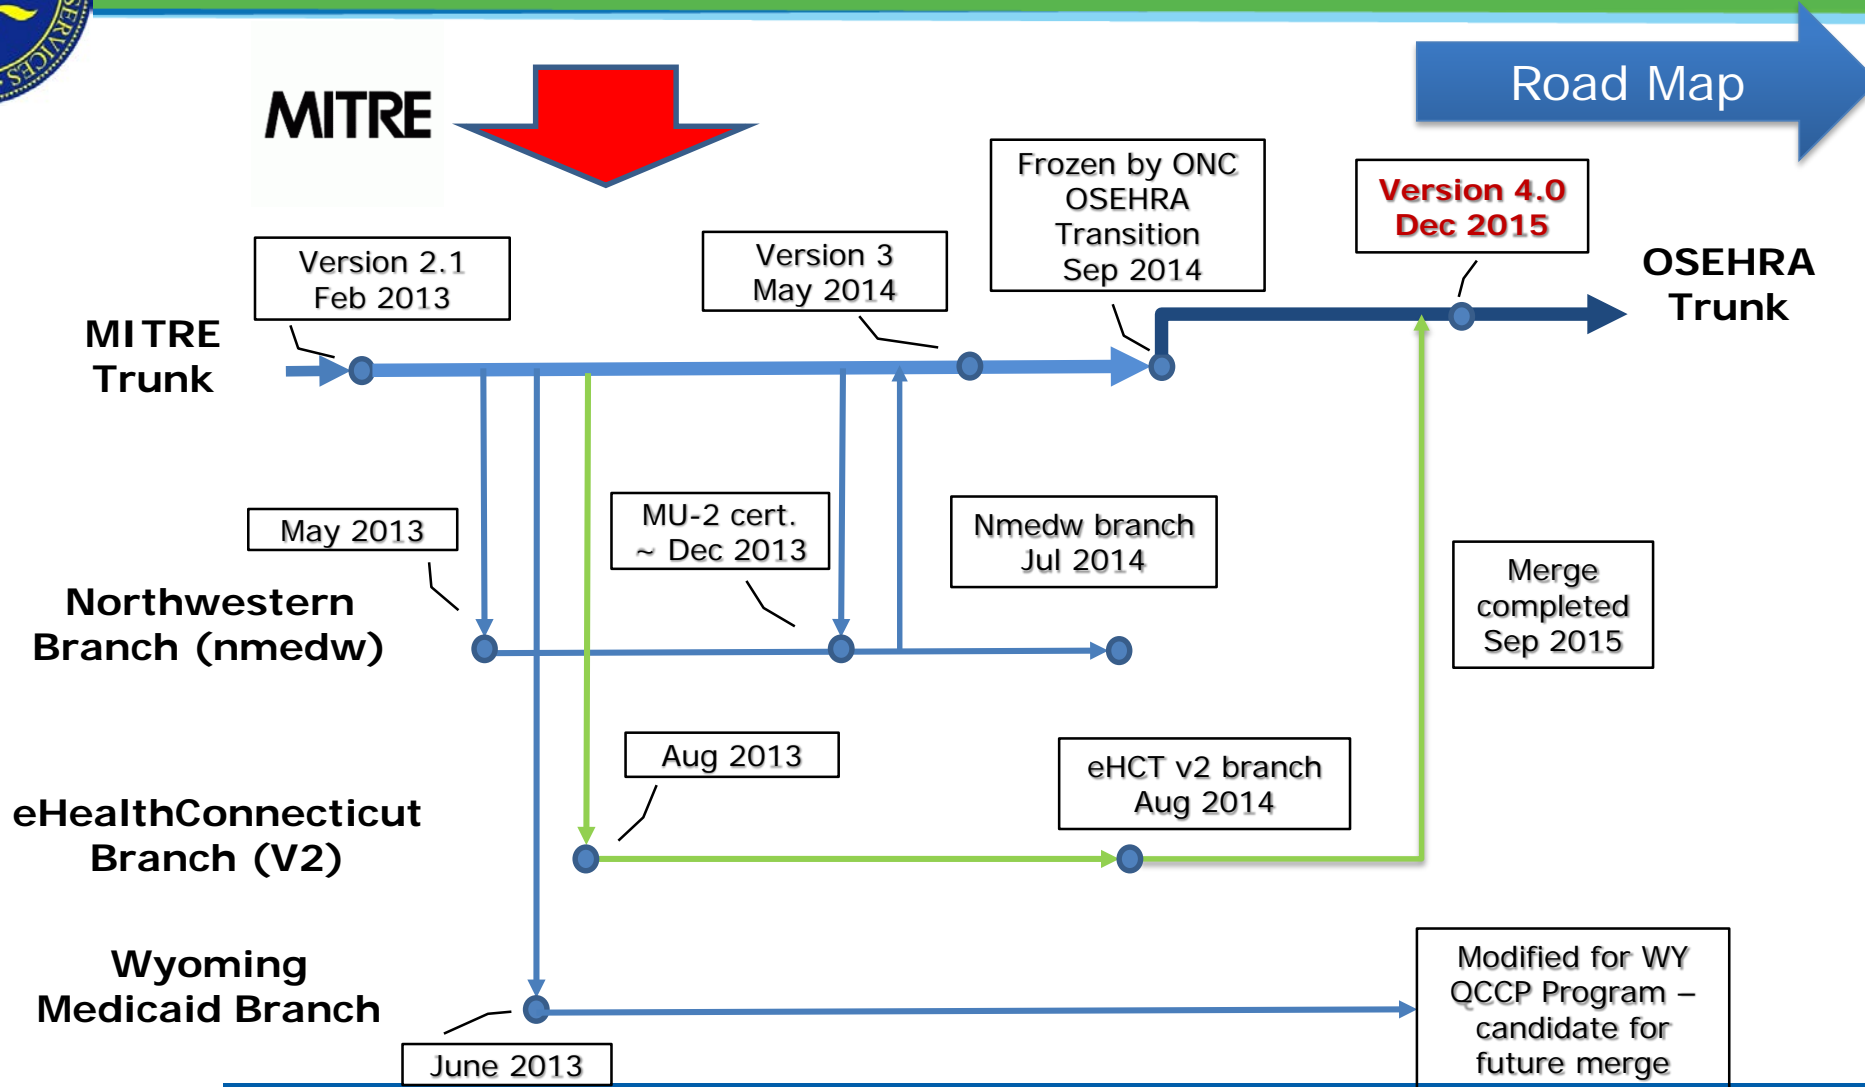 SERVICES
MITRE
Road Map
Frozen by ONC
OSEHRA
Transition
Sep 2014
Version 4.0
Dec 2015
Version 2.1
Feb 2013
Version 3
May 2014
OSEHRA
Trunk
MITRE
Trunk
May 2013
MU-2 cert.
~ Dec 2013
Nmedw branch
Jul 2014
Merge
completed
Sep 2015
Northwestern
Branch (nmedw)
Aug 2013
eHCT v2 branch
Aug 2014
eHealthConnecticut
Branch (V2)
Wyoming
Medicaid Branch
Modified for WY
QCCP Program –
candidate for
future merge
June 2013